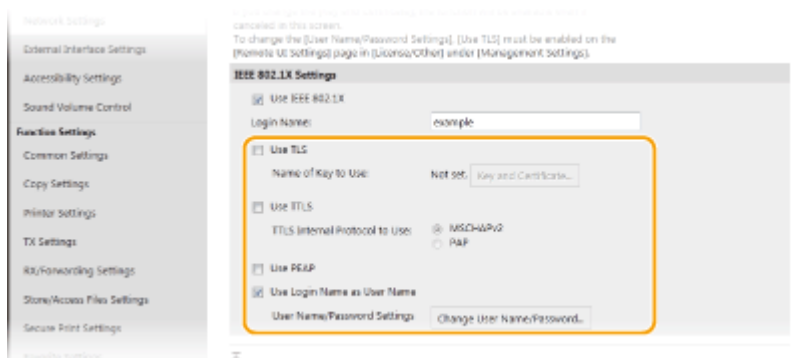 Network Settings
External Interface Settings
Accessibility Settings
Sound Volume Control
Function Settings
Common Settings
Copy Settings
Printer Settings
TX Settings
RX/Forwarding Settings
Store/Access Files Settings
Secure Print Settings
canceled in this screen.
To change the [User Name/Password Settings], [Use TLS] must be enabled on the
[Remote UI Settings] page in [License/Other] under [Management Settings].
IEEE 802.1X Settings
Use IEEE 802.1X
Login Name: example
Use TLS
Name of Key to Use: Not set. Key and Certificate...
Use TTLS
TTLS Internal Protocol to Use: MSCHAPv2
PAP
Use PEAP
Use Login Name as User Name
User Name/Password Settings Change User Name/Password...